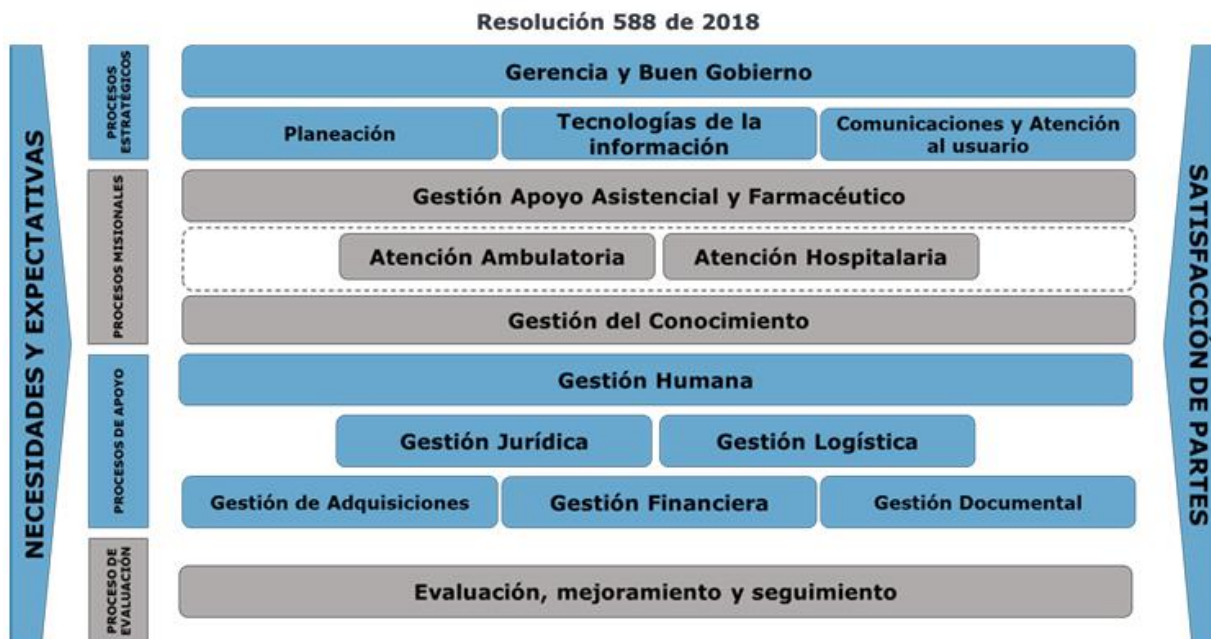 Resolución 588 de 2018
NECESIDADES Y EXPECTATIVAS
PROCESOS
ESTRATÉGICOS
Gerencia y Buen Gobierno
Planeación
Tecnologías de la
información
Comunicaciones y Atención
al usuario
PROCESOS MISIONALES
Gestión Apoyo Asistencial y Farmacéutico
Atención Ambulatoria
Atención Hospitalaria
Gestión del Conocimiento
PROCESOS DE APOYO
Gestión Humana
Gestión Jurídica
Gestión Logística
Gestión de Adquisiciones
Gestión Financiera
Gestión Documental
PROCESO DE
EVALUACIÓN
Evaluación, mejoramiento y seguimiento
SATISFACCIÓN DE PARTES